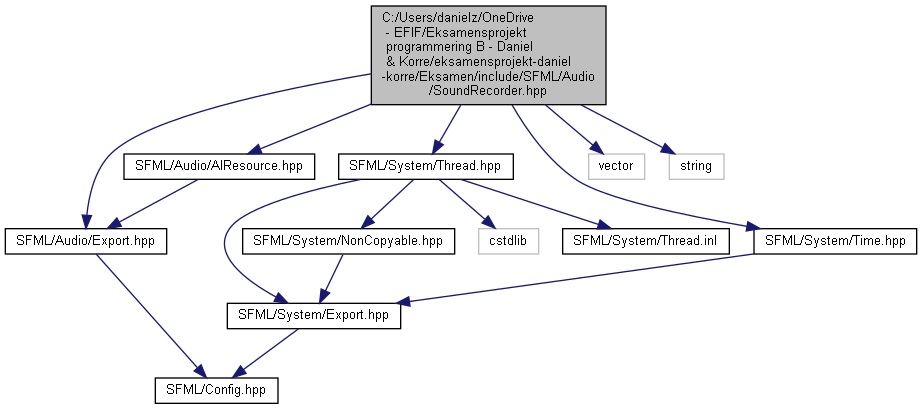 C:/Users/danielz/OneDrive
- EFIF/Eksamensprojekt
programmering B - Daniel
& Korre/eksamensprojekt-daniel
-korre/Eksamen/include/SFML/Audio
/SoundRecorder.hpp
SFML/Audio/AlResource.hpp
SFML/System/Thread.hpp
vector
string
SFML/Audio/Export.hpp
SFML/System/NonCopyable.hpp
cstdlib
SFML/System/Thread.inl
SFML/System/Time.hpp
SFML/System/Export.hpp
SFML/Config.hpp